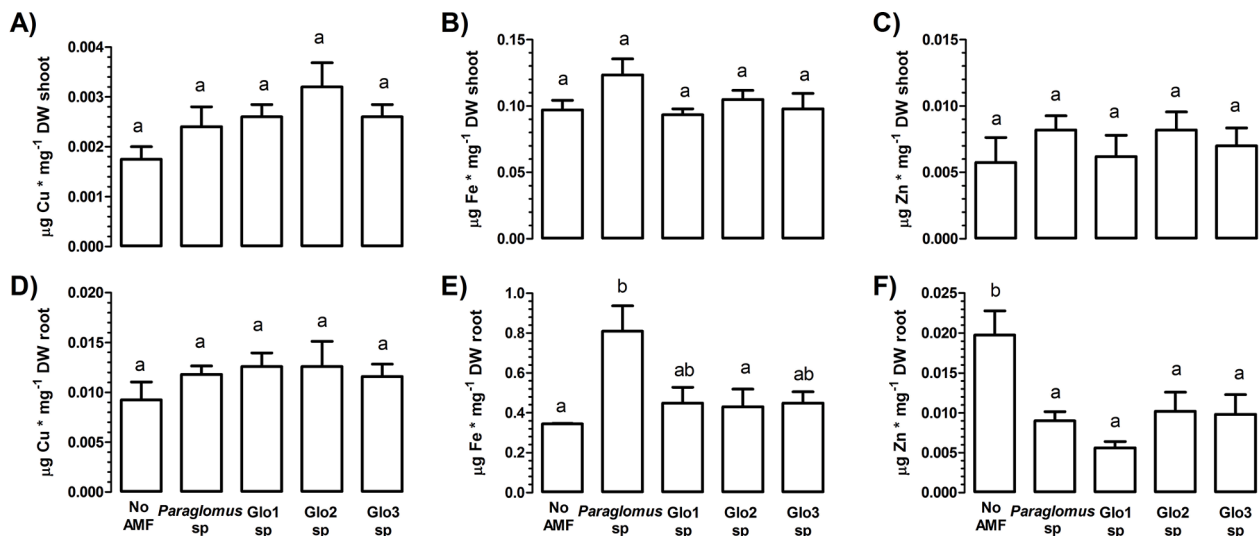 A)
μg Cu * mg-1 DW shoot
0.004
0.003
0.002
0.001
0.000
a
a
a
a
a
B)
μg Fe * mg-1 DW shoot
0.15
0.10
0.05
0.00
a
a
a
a
a
C)
μg Zn * mg-1 DW shoot
0.015
0.010
0.005
0.000
a
a
a
a
a
D)
μg Cu * mg-1 DW root
0.020
0.015
0.010
0.005
0.000
a
a
a
a
a
No
AMF
Paraglomus
sp
Glo1
sp
Glo2
sp
Glo3
sp
E)
μg Fe * mg-1 DW root
1.0
0.8
0.6
0.4
0.2
0.0
a
b
ab
a
ab
No
AMF
Paraglomus
sp
Glo1
sp
Glo2
sp
Glo3
sp
F)
μg Zn * mg-1 DW root
0.025
0.020
0.015
0.010
0.005
0.000
b
a
a
a
a
No
AMF
Paraglomus
sp
Glo1
sp
Glo2
sp
Glo3
sp